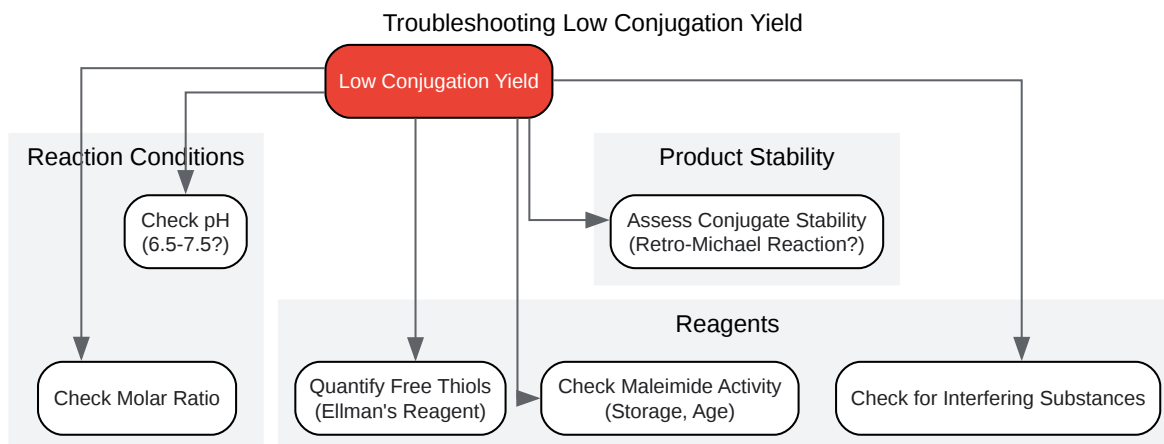 Troubleshooting Low Conjugation Yield
Low Conjugation Yield
Reaction Conditions
Check pH
(6.5-7.5?)
Check Molar Ratio
Product Stability
Assess Conjugate Stability
(Retro-Michael Reaction?)
Reagents
Quantify Free Thiols
(Ellman's Reagent)
Check Maleimide Activity
(Storage, Age)
Check for Interfering Substances